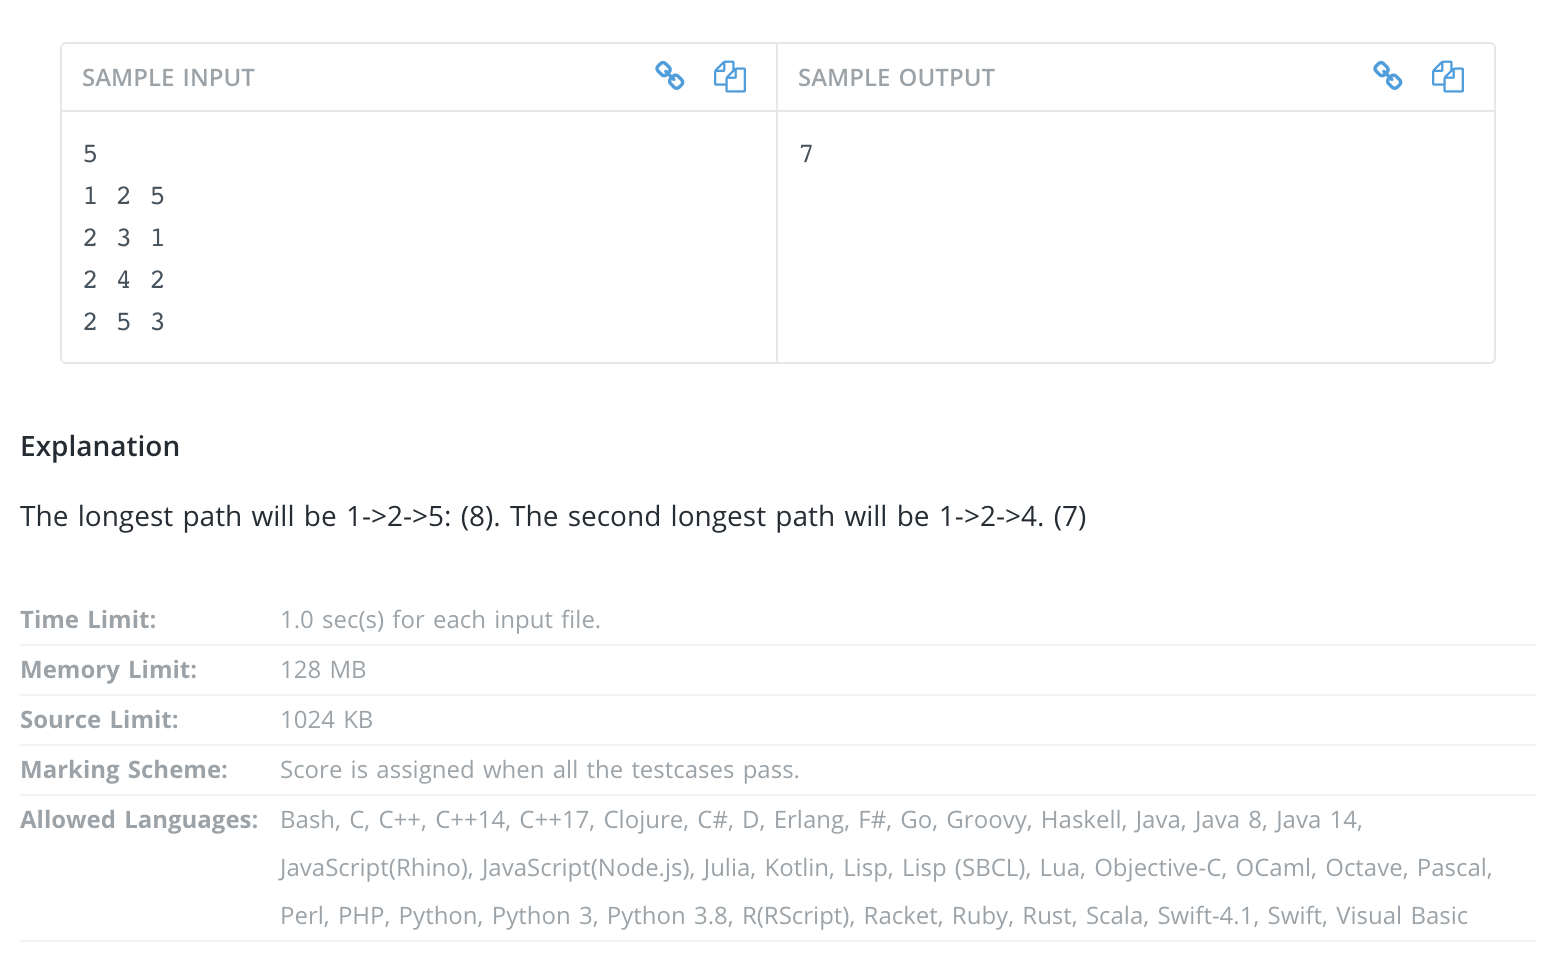 SAMPLE INPUT
SAMPLE OUTPUT
5
1 2 5
2 3 1
2 4 2
2 5 3
7
Explanation
The longest path will be 1->2->5: (8). The second longest path will be 1->2->4. (7)
Time Limit: 1.0 sec(s) for each input file.
Memory Limit: 128 MB
Source Limit: 1024 KB
Marking Scheme: Score is assigned when all the testcases pass.
Allowed Languages: Bash, C, C++, C++14, C++17, Clojure, C#, D, Erlang, F#, Go, Groovy, Haskell, Java, Java 8, Java 14,
JavaScript(Rhino), JavaScript(Node.js), Julia, Kotlin, Lisp, Lisp (SBCL), Lua, Objective-C, OCaml, Octave, Pascal,
Perl, PHP, Python, Python 3, Python 3.8, R(RScript), Racket, Ruby, Rust, Scala, Swift-4.1, Swift, Visual Basic